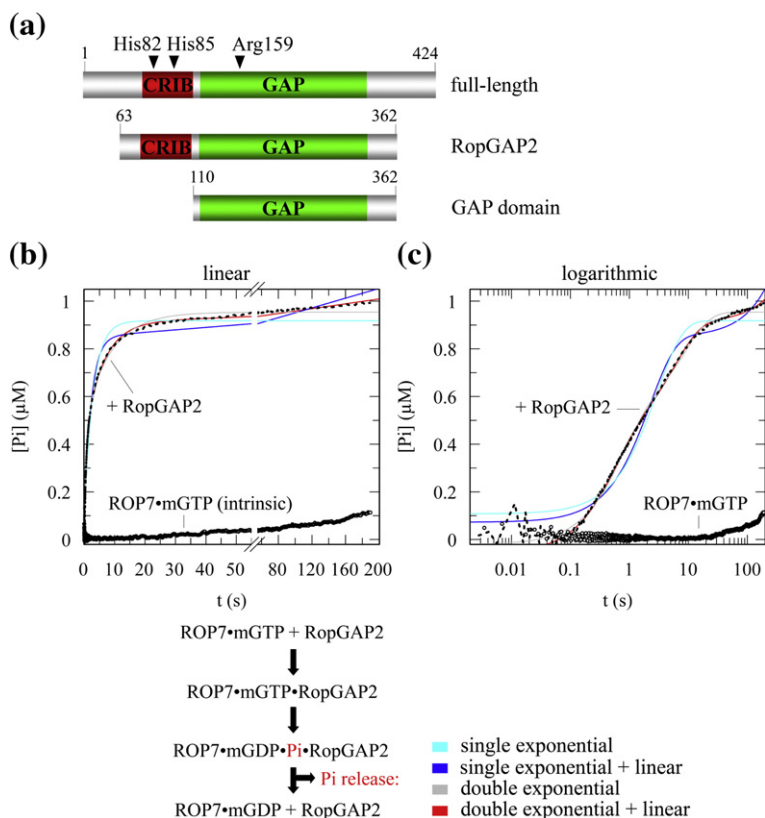 (a)
His82 His85 Arg159
1 424
CRIB GAP full-length
63 362
CRIB GAP RopGAP2
110 362
GAP GAP domain
(b)
linear
[Pi] (µM)
1
0.8
0.6
0.4
0.2
0
+ RopGAP2
ROP7•mGTP (intrinsic)
0 10 20 30 40 50 80 120 160 200
t (s)
(c)
logarithmic
[Pi] (µM)
1
0.8
0.6
0.4
0.2
0
+ RopGAP2
ROP7•mGTP
0.01 0.1 1 10 100
t (s)
ROP7•mGTP + RopGAP2
ROP7•mGTP•RopGAP2
ROP7•mGDP•Pi•RopGAP2
Pi release:
ROP7•mGDP + RopGAP2
single exponential
single exponential + linear
double exponential
double exponential + linear